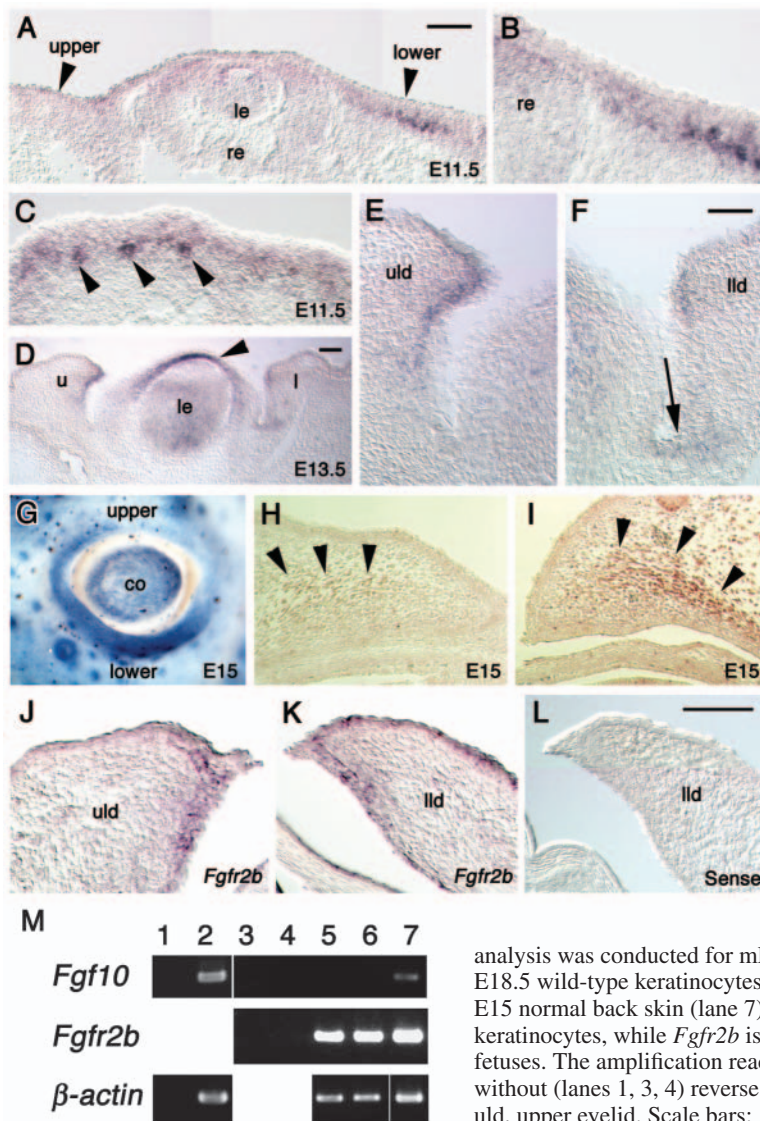 A
upper
lower
le
re
E11.5
B
re
C
E11.5
D
u
le
l
E13.5
E
uld
F
lld
G
upper
co
lower
E15
H
E15
I
E15
J
uld
Fgfr2b
K
lld
Fgfr2b
L
lld
Sense
M
1 2 3 4 5 6 7
Fgf10
Fgfr2b
β-actin
analysis was conducted for
E18.5 wild-type keratinocytes
E15 normal back skin (lane 7)
keratinocytes, while Fgfr2b is
fetuses. The amplification
without (lanes 1, 3, 4) reverse
uld, upper eyelid. Scale bars: